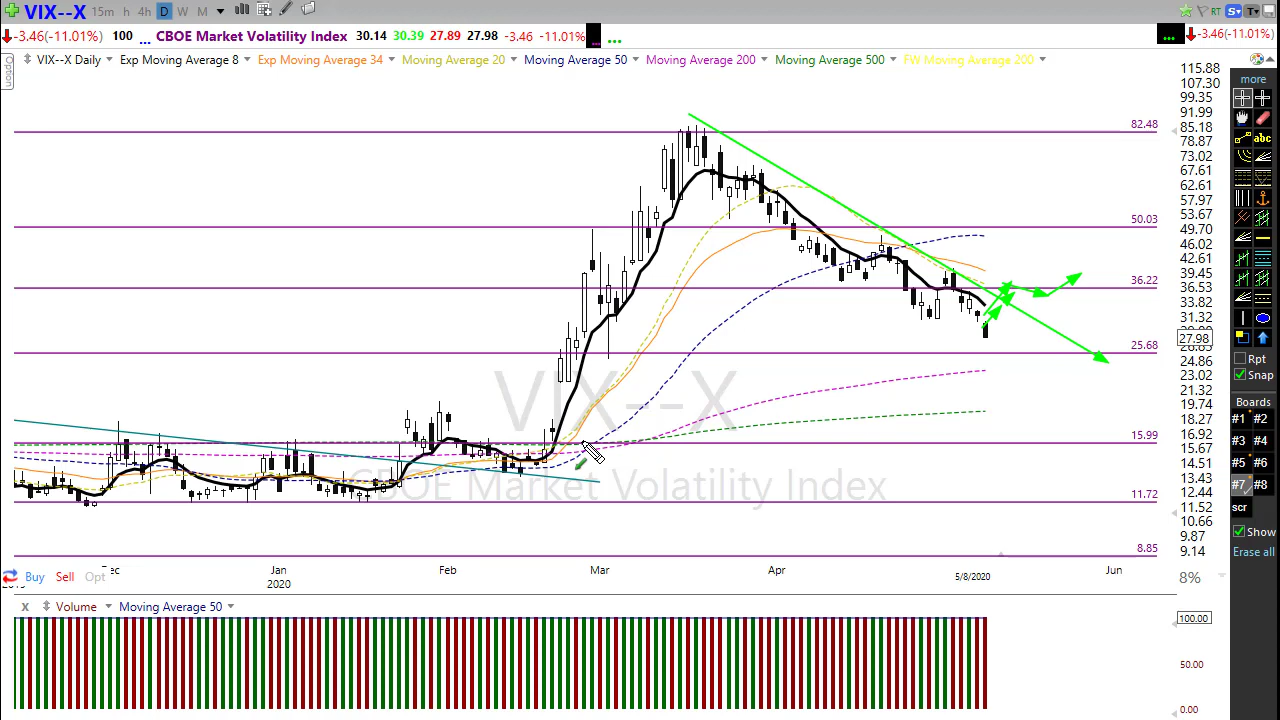 VIX--X 15m h 4h D W M RT S T
-3.46(-11.01%) 100 ... CBOE Market Volatility Index 30.14 30.39 27.89 27.98 -3.46 -11.01% ... ... -3.46(-11.01%)
Option
VIX--X Daily Exp Moving Average 8 Exp Moving Average 34 Moving Average 20 Moving Average 50 Moving Average 200 Moving Average 500 FW Moving Average 200
115.88
107.30
99.35
91.99
85.18
78.87
73.02
67.61
62.61
57.97
53.67
49.70
46.02
42.61
39.45
36.53
33.82
31.32
27.98
24.86
23.02
21.32
19.74
18.27
16.92
15.67
14.51
13.43
12.44
11.52
10.66
9.87
9.14
82.48
50.03
36.22
25.68
15.99
11.72
8.85
VIX--X
CBOE Market Volatility Index
Buy Sell Opt
Dec Jan Feb Mar Apr 5/8/2020 Jun
2020
8%
X Volume Moving Average 50
100.00
50.00
0.00
more
abc
Rpt
Snap
Boards
#1 #2
#3 #4
#5 #6
#7 #8
scr
Show
Erase all